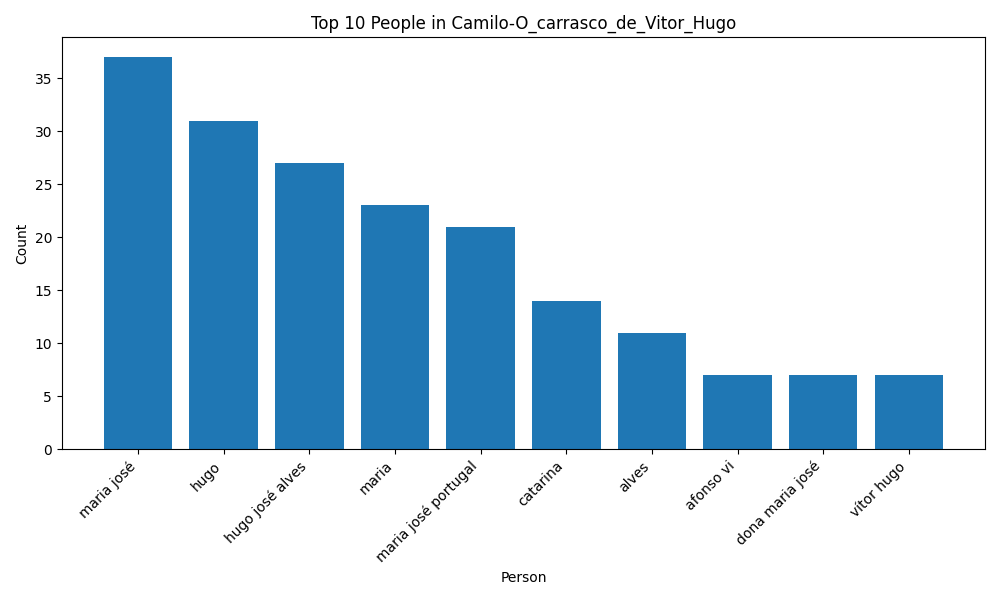 Top 10 People in Camilo-O_carrasco_de_Vitor_Hugo
Count
35
30
25
20
15
10
5
0
maria josé
hugo
hugo josé alves
maria
maria josé portugal
catarina
alves
afonso vi
dona maria josé
vítor hugo
Person